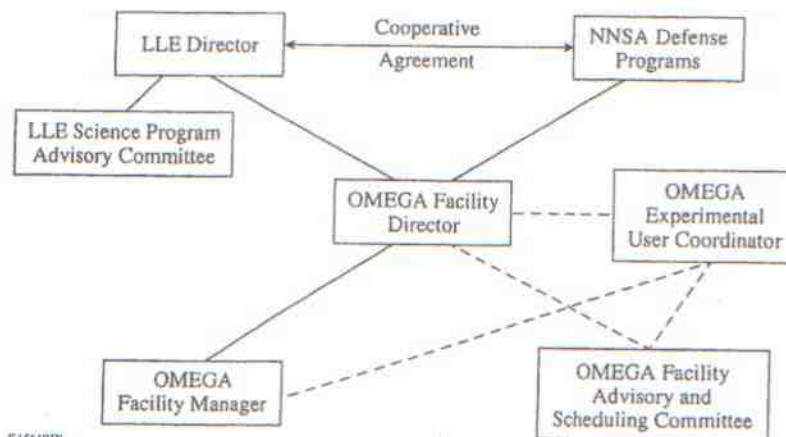 LLE Director
Cooperative
Agreement
NNSA Defense
Programs
LLE Science Program
Advisory Committee
OMEGA Facility
Director
OMEGA
Experimental
User Coordinator
OMEGA
Facility Manager
OMEGA Facility
Advisory and
Scheduling Committee